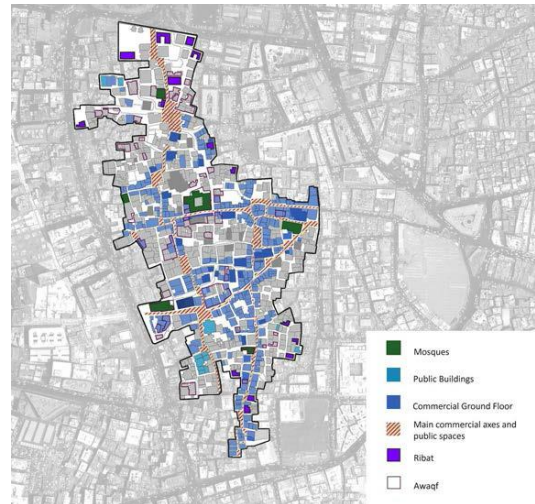 Mosques
Public Buildings
Commercial Ground Floor
Main commercial axes and
public spaces
Ribat
Awaqf